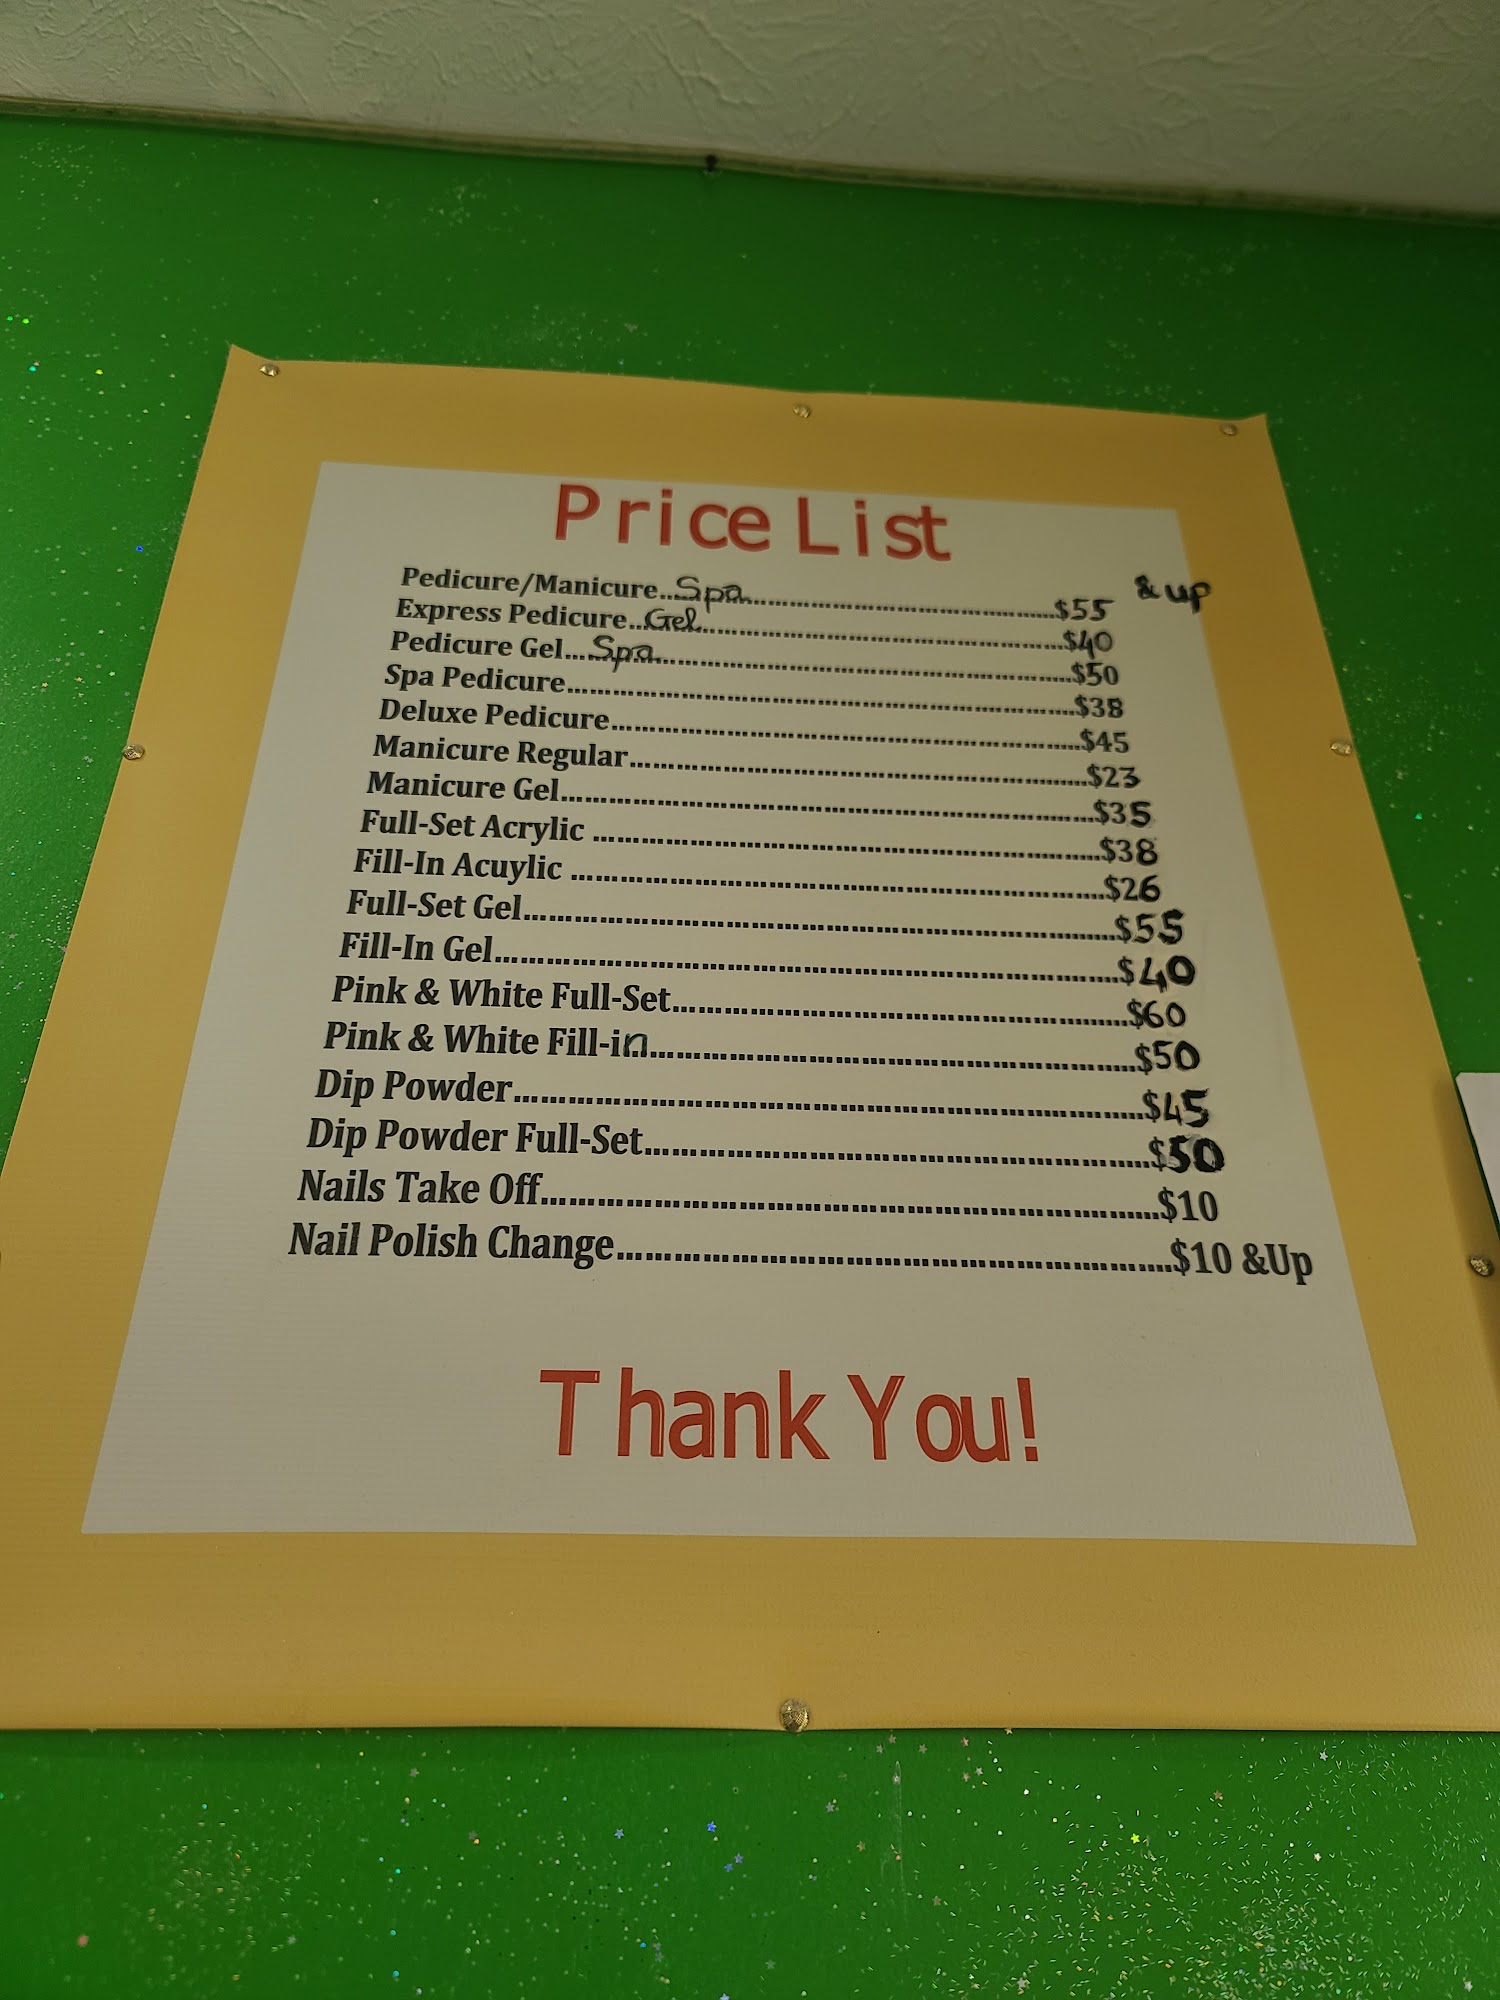 Price List
Pedicure/Manicure...Spa...............................................$55 & up
Express Pedicure...Gel...............................................$40
Pedicure Gel.....Spa...............................................$50
Spa Pedicure...............................................$38
Deluxe Pedicure...............................................$45
Manicure Regular...............................................$23
Manicure Gel...............................................$35
Full-Set Acrylic ...............................................$38
Fill-In Acuylic ...............................................$26
Full-Set Gel...............................................$55
Fill-In Gel...............................................$40
Pink & White Full-Set...............................................$60
Pink & White Fill-in...............................................$50
Dip Powder...............................................$45
Dip Powder Full-Set...............................................$50
Nails Take Off...............................................$10
Nail Polish Change...............................................$10 &Up
Thank You!